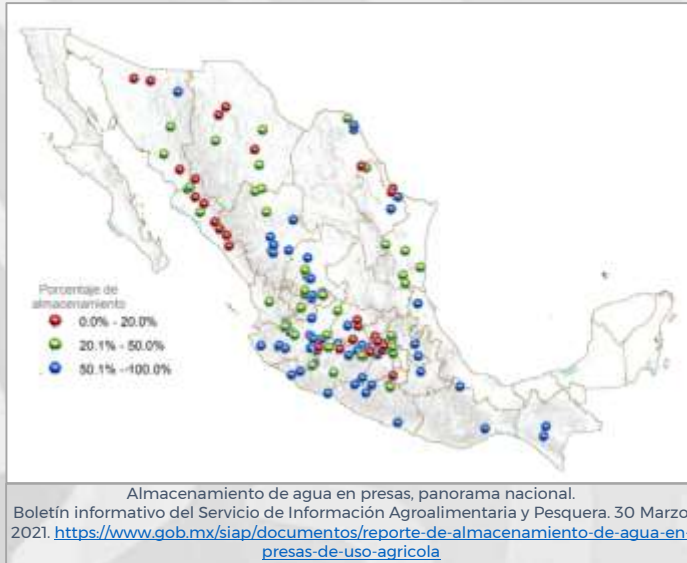 Porcentaje de
almacenamiento
0.0% - 20.0%
20.1% - 50.0%
50.1% -100.0%
Almacenamiento de agua en presas, panorama nacional.
Boletín informativo del Servicio de Información Agroalimentaria y Pesquera. 30 Marzo
2021. https://www.gob.mx/siap/documentos/reporte-de-almacenamiento-de-agua-en-
presas-de-uso-agricola